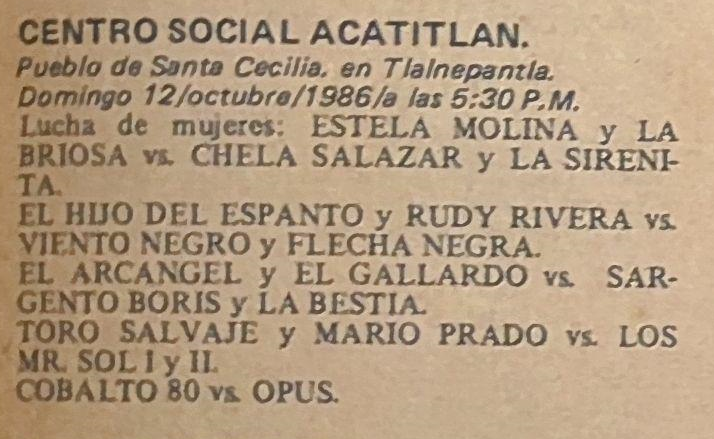 CENTRO SOCIAL ACATITLAN.
Pueblo de Santa Cecilia, en Tlalnepantla.
Domingo 12/octubre/1986/a las 5:30 P.M.
Lucha de mujeres: ESTELA MOLINA y LA
BRIOSA vs. CHELA SALAZAR y LA SIRENI-
TA.
EL HIJO DEL ESPANTO y RUDY RIVERA vs.
VIENTO NEGRO y FLECHA NEGRA.
EL ARCANGEL y EL GALLARDO vs. SAR-
GENTO BORIS y LA BESTIA.
TORO SALVAJE y MARIO PRADO vs. LOS
MR. SOL I y II.
COBALTO 80 vs. OPUS.